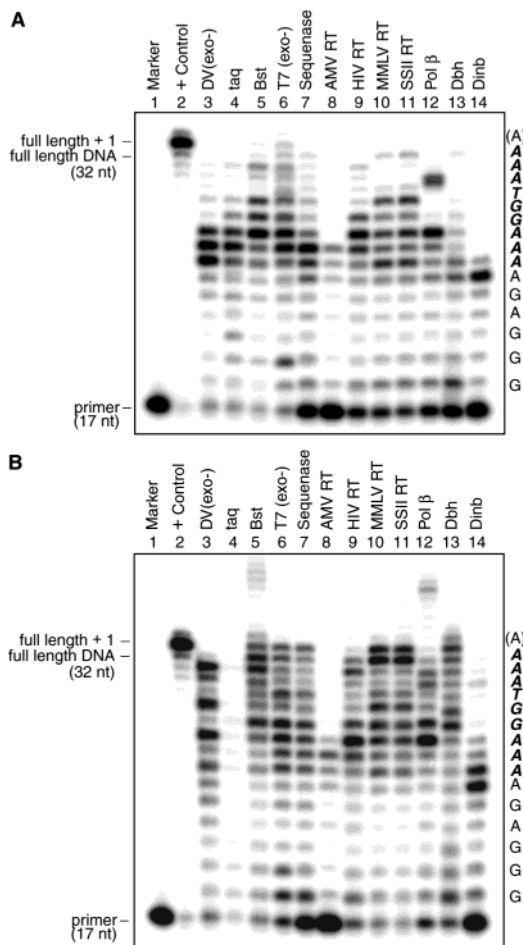 A
Marker
+ Control
DV(exo-)
taq
Bst
T7 (exo-)
Sequenase
AMV RT
HIV RT
MMLV RT
SSII RT
Pol β
Dbh
Dinb
1 2 3 4 5 6 7 8 9 10 11 12 13 14
full length + 1
full length DNA
(32 nt)
primer
(17 nt)
(A)
A
A
A
T
G
G
A
A
A
A
G
A
G
G
G
B
Marker
+ Control
DV(exo-)
taq
Bst
T7 (exo-)
Sequenase
AMV RT
HIV RT
MMLV RT
SSII RT
Pol β
Dbh
Dinb
1 2 3 4 5 6 7 8 9 10 11 12 13 14
full length + 1
full length DNA
(32 nt)
primer
(17 nt)
(A)
A
A
A
T
G
G
A
A
A
A
G
A
G
G
G